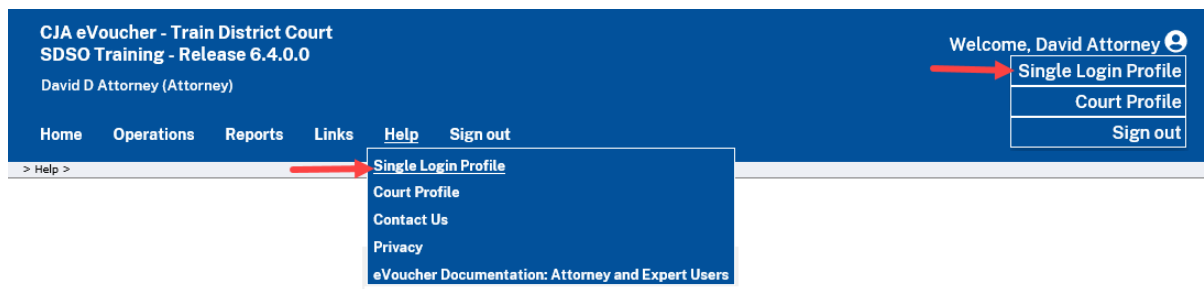 CJA eVoucher - Train District Court
SDSO Training - Release 6.4.0.0
David D Attorney (Attorney)
Welcome, David Attorney
Single Login Profile
Court Profile
Sign out
Home Operations Reports Links Help Sign out
> Help >
Single Login Profile
Court Profile
Contact Us
Privacy
eVoucher Documentation: Attorney and Expert Users